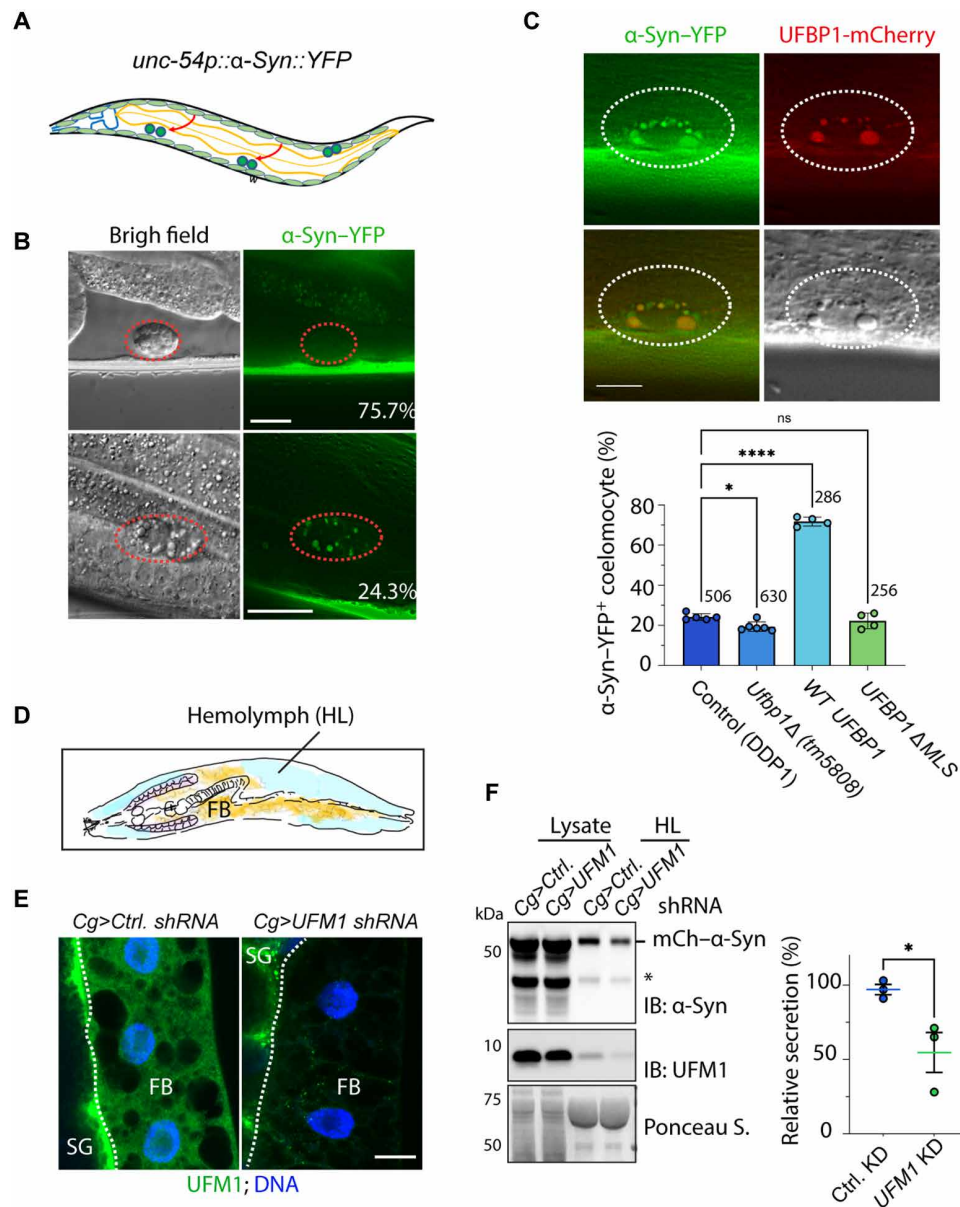 A
unc-54p::α-Syn::YFP
B
Brigh field
α-Syn–YFP
75.7%
24.3%
C
α-Syn–YFP
UFBP1-mCherry
ns
****
*
α-Syn–YFP+ coelomocyte (%)
80
60
40
20
0
506
630
286
256
Control (DDP1)
Ufbp1Δ (tm5808)
WT UFBP1
UFBP1 ΔMLS
D
Hemolymph (HL)
FB
E
Cg>Ctrl. shRNA
Cg>UFM1 shRNA
SG
FB
SG
FB
UFM1; DNA
F
Lysate
HL
Cg>Ctrl.
Cg>UFM1
Cg>Ctrl.
Cg>UFM1
shRNA
kDa
50
mCh–α-Syn
*
IB: α-Syn
10
IB: UFM1
75
50
Ponceau S.
Relative secretion (%)
100
50
0
*
Ctrl. KD
UFM1 KD